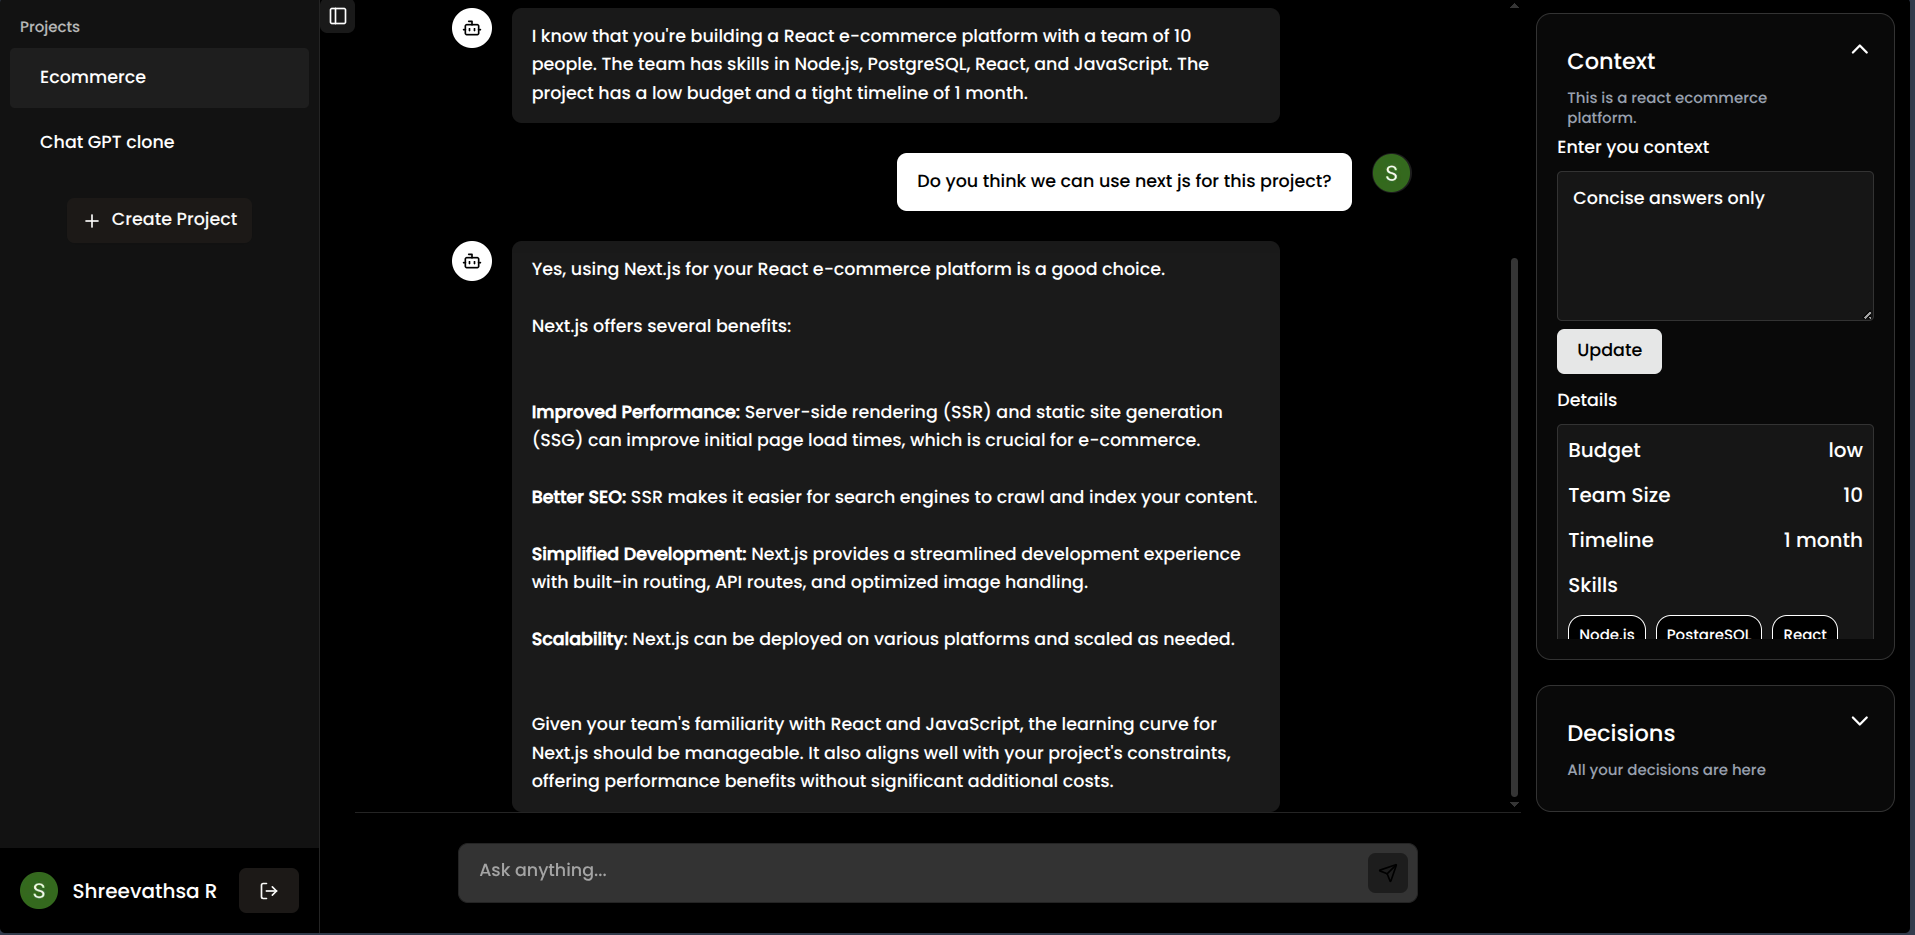 Projects
Ecommerce
Chat GPT clone
+ Create Project
S
Shreevathsa R
I know that you're building a React e-commerce platform with a team of 10
people. The team has skills in Node.js, PostgreSQL, React, and JavaScript. The
project has a low budget and a tight timeline of 1 month.
Do you think we can use next js for this project?
S
Yes, using Next.js for your React e-commerce platform is a good choice.
Next.js offers several benefits:
Improved Performance: Server-side rendering (SSR) and static site generation
(SSG) can improve initial page load times, which is crucial for e-commerce.
Better SEO: SSR makes it easier for search engines to crawl and index your content.
Simplified Development: Next.js provides a streamlined development experience
with built-in routing, API routes, and optimized image handling.
Scalability: Next.js can be deployed on various platforms and scaled as needed.
Given your team's familiarity with React and JavaScript, the learning curve for
Next.js should be manageable. It also aligns well with your project's constraints,
offering performance benefits without significant additional costs.
Ask anything...
Context
This is a react ecommerce
platform.
Enter you context
Concise answers only
Update
Details
Budget low
Team Size 10
Timeline 1 month
Skills
Node.js PostgreSQL React
Decisions
All your decisions are here